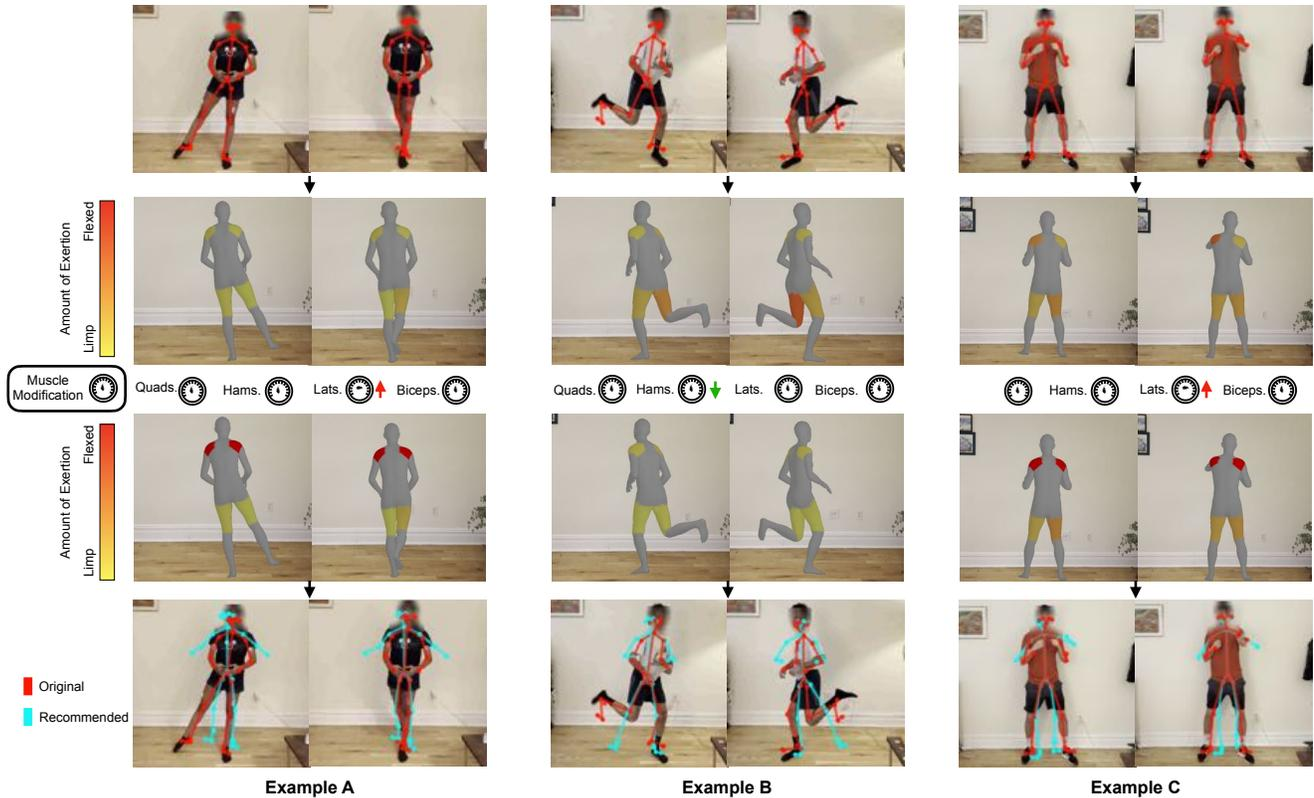 Amount of Exertion
Limp
Flexed
Muscle
Modification
Quads.
Hams.
Lats.
Biceps.
Quads.
Hams.
Lats.
Biceps.
Hams.
Lats.
Biceps.
Amount of Exertion
Limp
Flexed
Original
Recommended
Example A
Example B
Example C